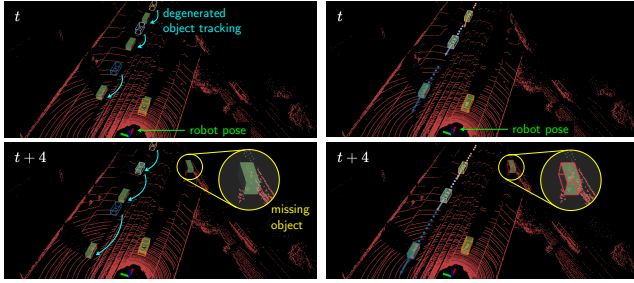 t
degenerated
object tracking
robot pose
t
robot pose
t + 4
missing
object
t + 4